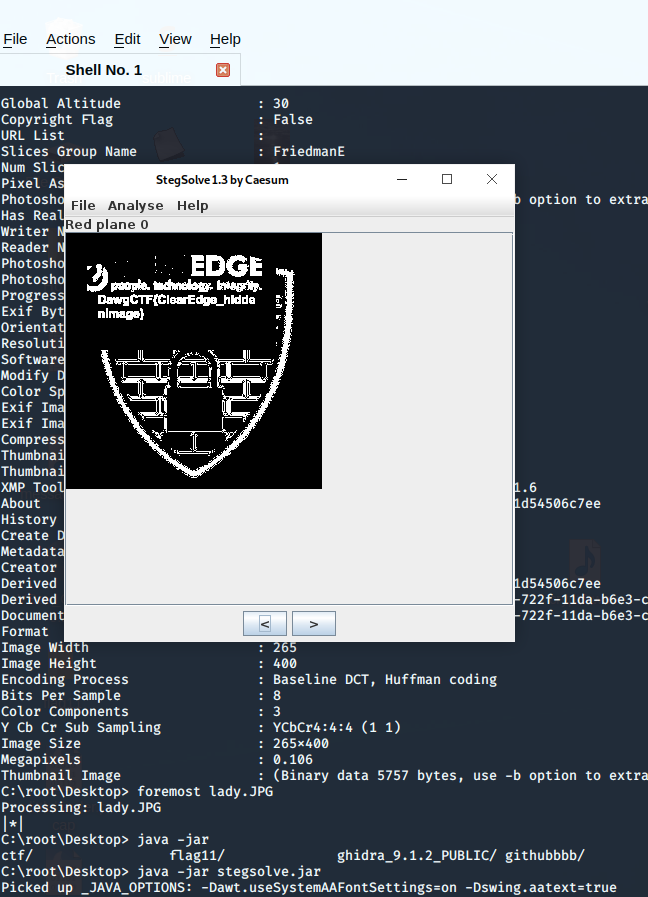 File Actions Edit View Help
Shell No. 1
Global Altitude : 30
Copyright Flag : False
URL List :
Slices Group Name : FriedmanE
Num Slic
Pixel As
Photosho b option to extra
Has Real
Writer N
Reader N
Photosho
Photosho
Progress
Exif Byt
Orientat
Resoluti
Software
Modify D
Color Sp
Exif Ima
Exif Ima
Compress
Thumbnai
Thumbnai
XMP Tool 1.6
About 1d54506c7ee
History
Create D
Metadata
Creator
Derived 1d54506c7ee
Derived -722f-11da-b6e3-c
Document -722f-11da-b6e3-c
Format
StegSolve 1.3 by Caesum
File Analyse Help
Red plane 0
EDGE
people. technology. integrity.
DawgCTF{ClearEdge_hidde
nimage}
< >
Image Width : 265
Image Height : 400
Encoding Process : Baseline DCT, Huffman coding
Bits Per Sample : 8
Color Components : 3
Y Cb Cr Sub Sampling : YCbCr4:4:4 (1 1)
Image Size : 265×400
Megapixels : 0.106
Thumbnail Image : (Binary data 5757 bytes, use -b option to extra
C:\root\Desktop> foremost lady.JPG
Processing: lady.JPG
|*|
C:\root\Desktop> java -jar
ctf/ flag11/ ghidra_9.1.2_PUBLIC/ githubbbb/
C:\root\Desktop> java -jar stegsolve.jar
Picked up _JAVA_OPTIONS: -Dawt.useSystemAAFontSettings=on -Dswing.aatext=true